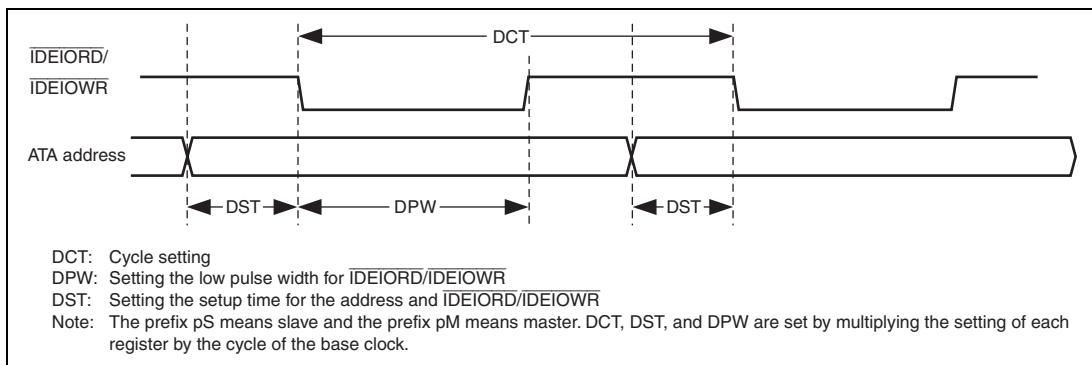 DCT
IDEIORD/
IDEIOWR
ATA address
DST DPW DST
DCT: Cycle setting
DPW: Setting the low pulse width for IDEIORD/IDEIOWR
DST: Setting the setup time for the address and IDEIORD/IDEIOWR
Note: The prefix pS means slave and the prefix pM means master. DCT, DST, and DPW are set by multiplying the setting of each
register by the cycle of the base clock.